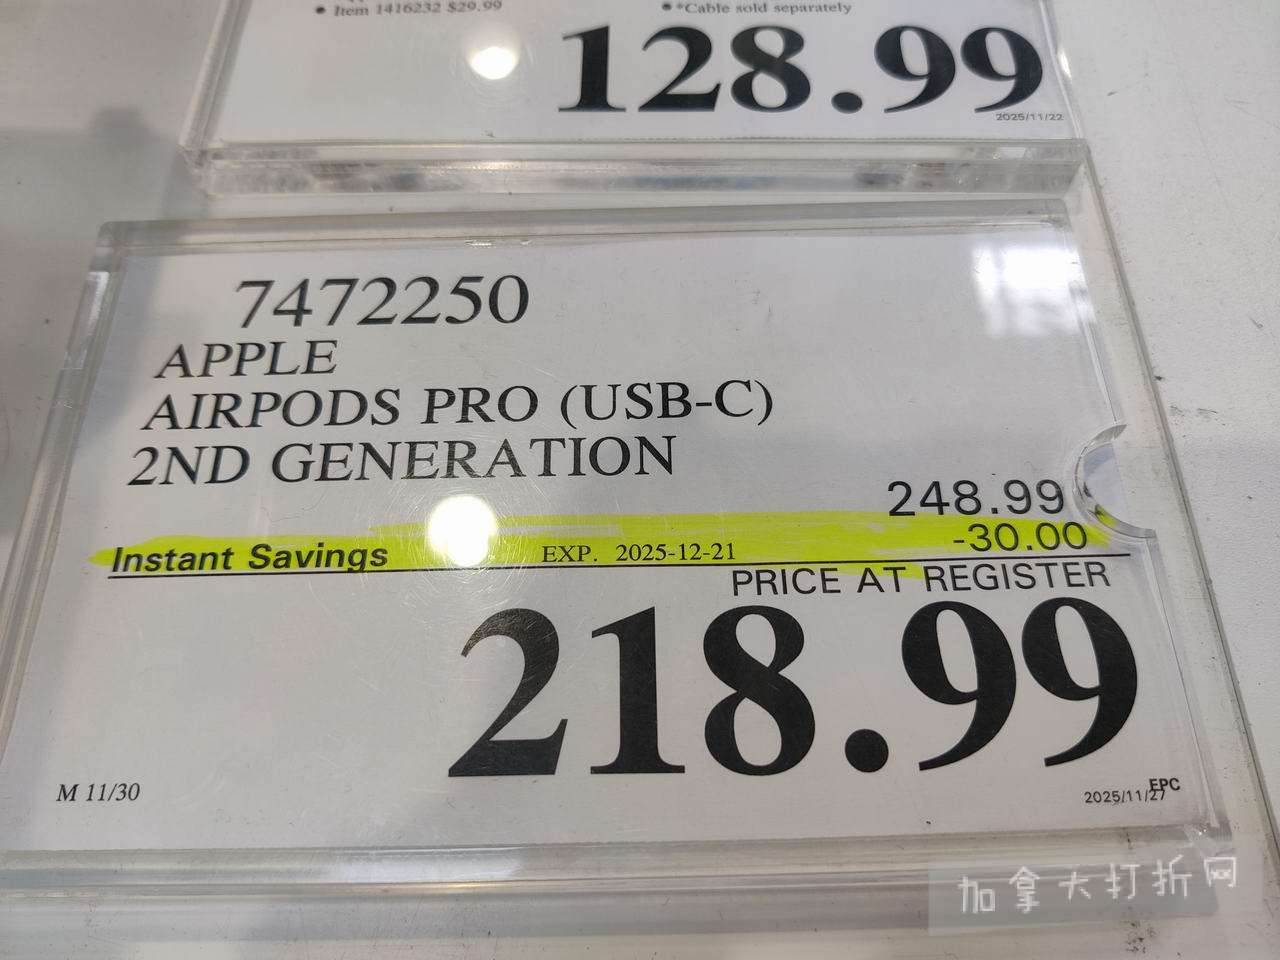 • Item 1416232 $29.99
• *Cable sold separately
128.99
2025/11/22
7472250
APPLE
AIRPODS PRO (USB-C)
2ND GENERATION
248.99
Instant Savings EXP. 2025-12-21 -30.00
PRICE AT REGISTER
218.99
M 11/30
EPC
2025/11/27
加拿大打折网